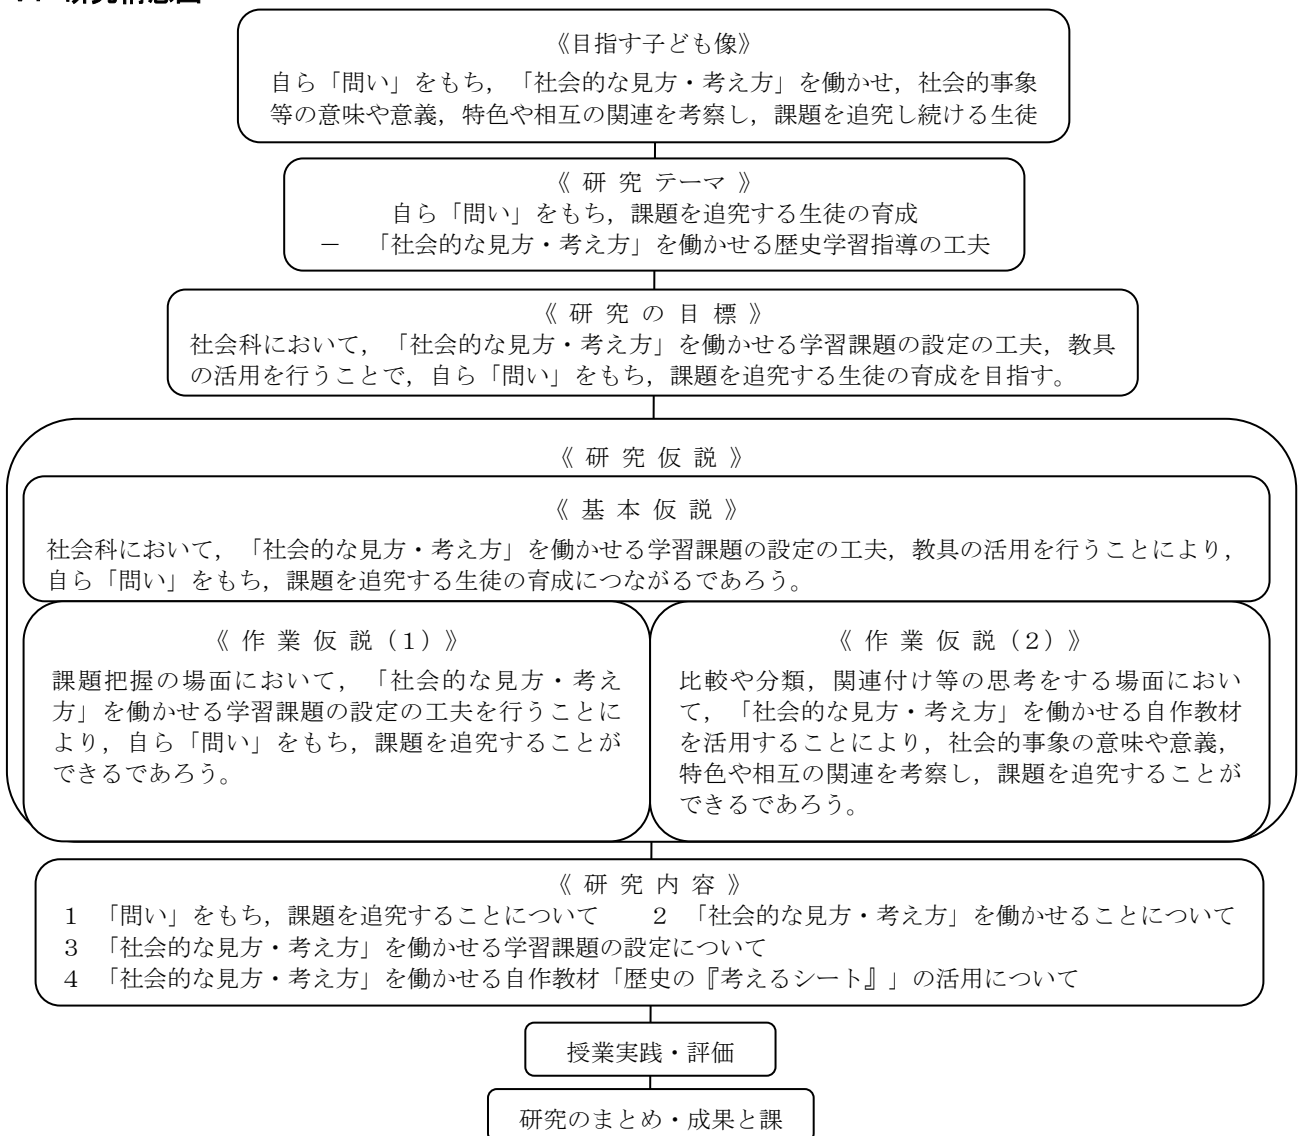 《目指す子ども像》
自ら「問い」をもち，「社会的な見方・考え方」を働かせ，社会的事象
等の意味や意義，特色や相互の関連を考察し，課題を追究し続ける生徒
《 研 究 テーマ 》
自ら「問い」をもち，課題を追究する生徒の育成
－ 「社会的な見方・考え方」を働かせる歴史学習指導の工夫
《 研 究 の 目 標 》
社会科において，「社会的な見方・考え方」を働かせる学習課題の設定の工夫，教具
の活用を行うことで，自ら「問い」をもち，課題を追究する生徒の育成を目指す。
《 研 究 仮 説 》
《 基 本 仮 説 》
社会科において，「社会的な見方・考え方」を働かせる学習課題の設定の工夫，教具の活用を行うことにより，
自ら「問い」をもち，課題を追究する生徒の育成につながるであろう。
《 作 業 仮 説（１）》
課題把握の場面において，「社会的な見方・考え
方」を働かせる学習課題の設定の工夫を行うことに
より，自ら「問い」をもち，課題を追究することが
できるであろう。
《 作 業 仮 説（２）》
比較や分類，関連付け等の思考をする場面におい
て，「社会的な見方・考え方」を働かせる自作教材
を活用することにより，社会的事象の意味や意義，
特色や相互の関連を考察し，課題を追究することが
できるであろう。
《 研 究 内 容 》
１ 「問い」をもち，課題を追究することについて　２ 「社会的な見方・考え方」を働かせることについて
３ 「社会的な見方・考え方」を働かせる学習課題の設定について
４ 「社会的な見方・考え方」を働かせる自作教材「歴史の『考えるシート』」の活用について
授業実践・評価
研究のまとめ・成果と課